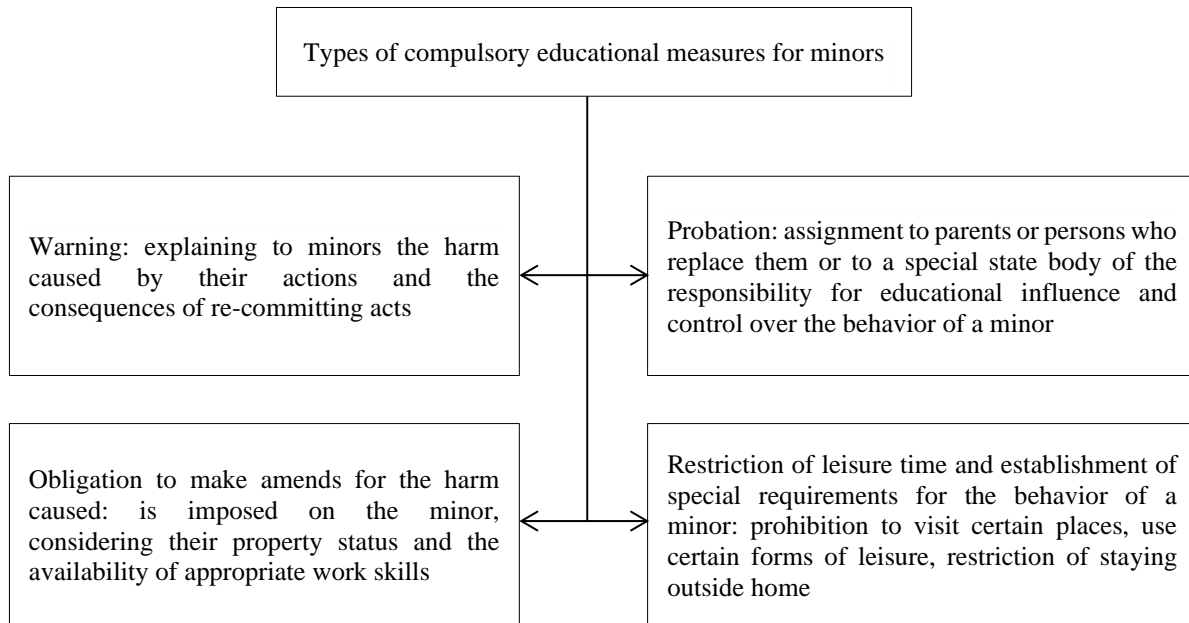 Types of compulsory educational measures for minors
Warning: explaining to minors the harm
caused by their actions and the
consequences of re-committing acts
Probation: assignment to parents or persons who
replace them or to a special state body of the
responsibility for educational influence and
control over the behavior of a minor
Obligation to make amends for the harm
caused: is imposed on the minor,
considering their property status and the
availability of appropriate work skills
Restriction of leisure time and establishment of
special requirements for the behavior of a
minor: prohibition to visit certain places, use
certain forms of leisure, restriction of staying
outside home